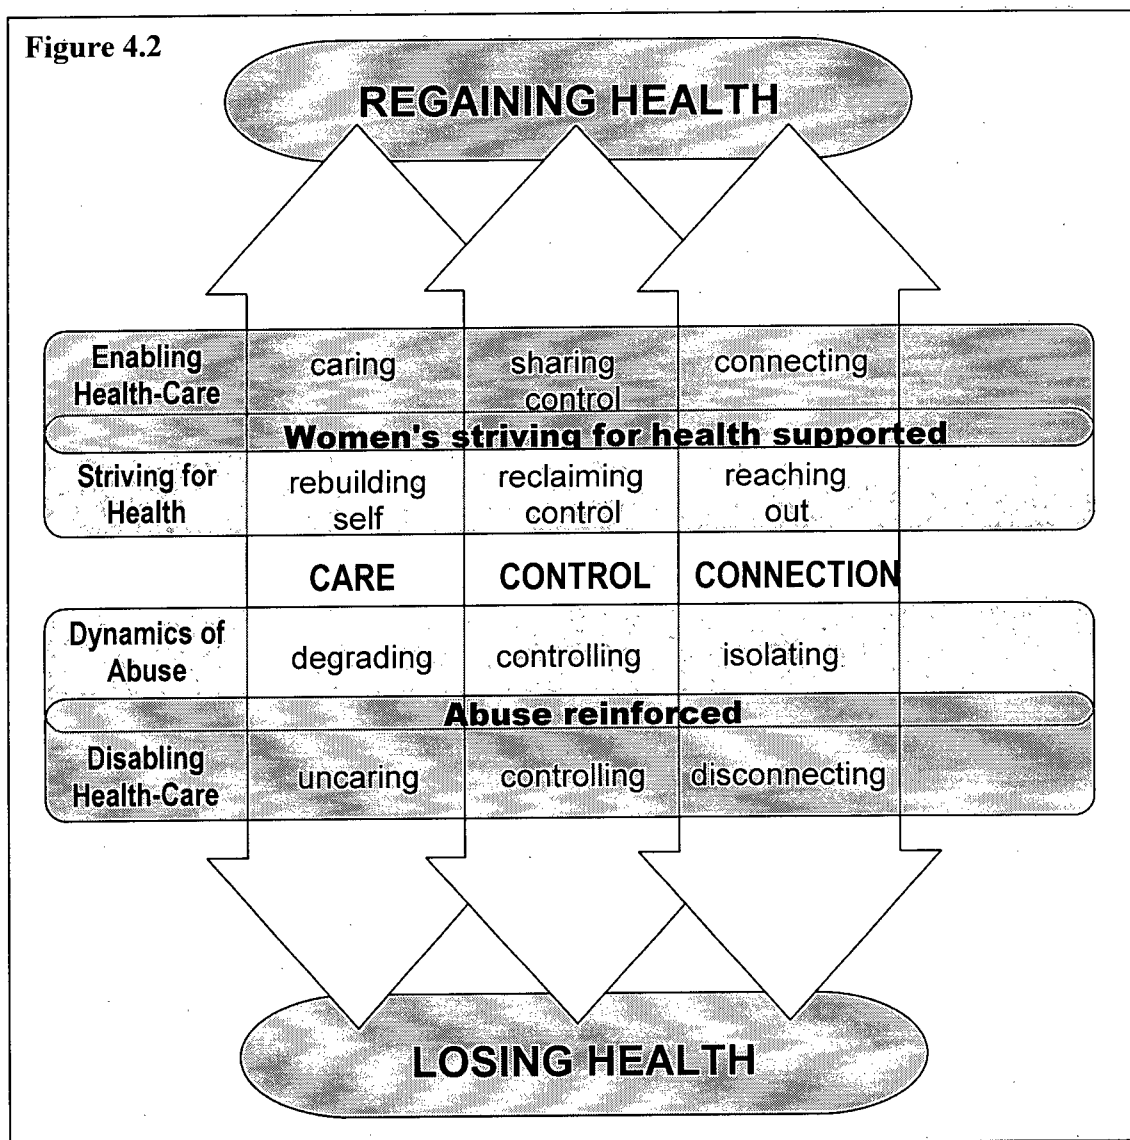 Figure 4.2
REGAINING HEALTH
Enabling
Health-Care
caring
sharing
control
connecting
Women's striving for health supported
Striving for
Health
rebuilding
self
reclaiming
control
reaching
out
CARE
CONTROL
CONNECTION
Dynamics of
Abuse
degrading
controlling
isolating
Abuse reinforced
Disabling
Health-Care
uncaring
controlling
disconnecting
LOSING HEALTH